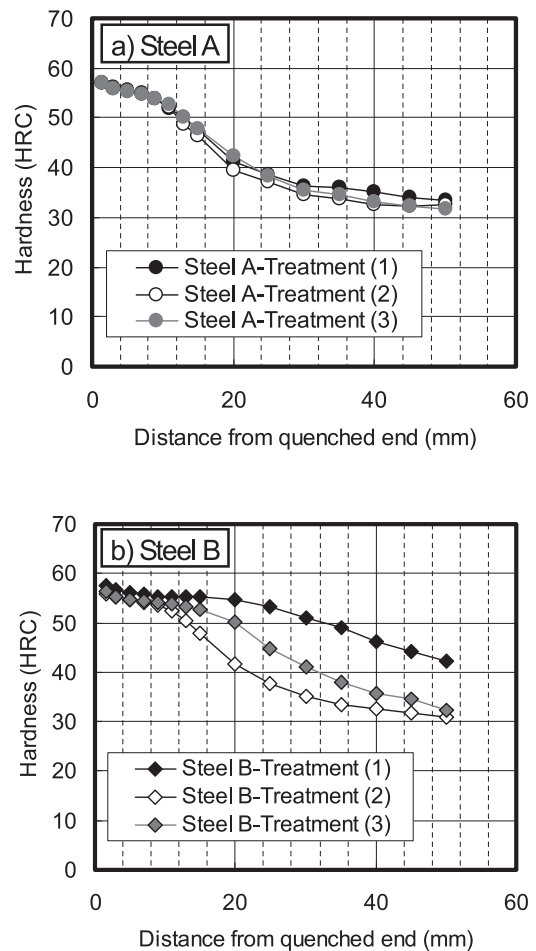 a) Steel A
70
60
50
40
30
20
10
0
Hardness (HRC)
Steel A-Treatment (1)
Steel A-Treatment (2)
Steel A-Treatment (3)
0 20 40 60
Distance from quenched end (mm)
b) Steel B
70
60
50
40
30
20
10
0
Hardness (HRC)
Steel B-Treatment (1)
Steel B-Treatment (2)
Steel B-Treatment (3)
0 20 40 60
Distance from quenched end (mm)